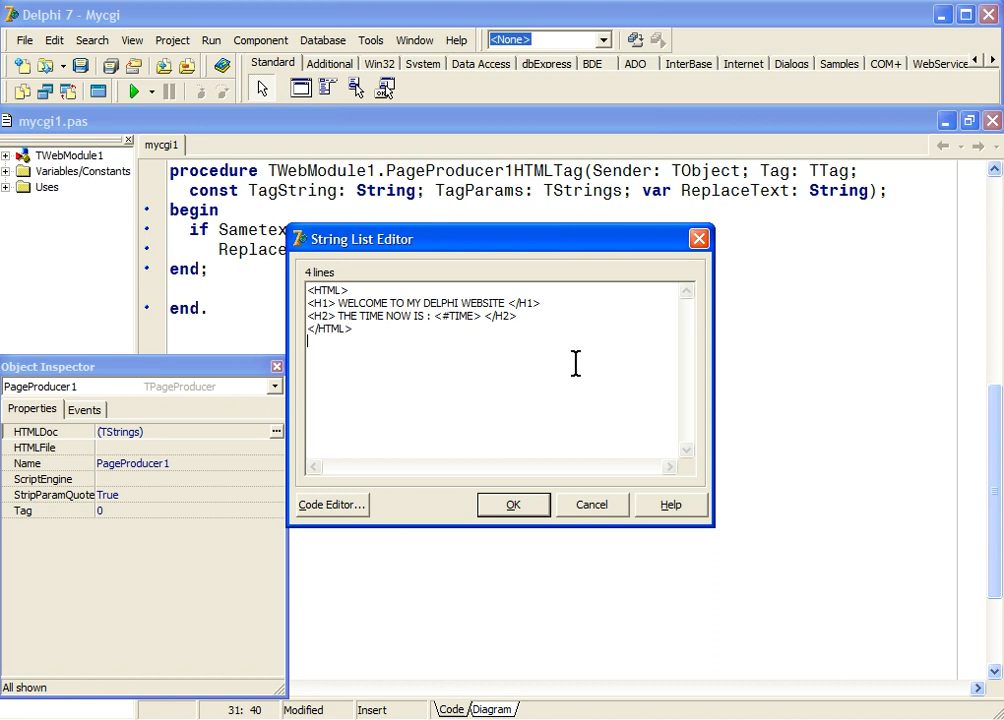 Delphi 7 - Mycgi
File Edit Search View Project Run Component Database Tools Window Help <None>
Standard Additional Win32 System Data Access dbExpress BDE ADO InterBase Internet Dialogs Samples COM+ WebService
mycgi1.pas
mycgi1
TWebModule1
Variables/Constants
Uses
procedure TWebModule1.PageProducer1HTMLTag(Sender: TObject; Tag: TTag;
const TagString: String; TagParams: TStrings; var ReplaceText: String);
begin
if Sametex
Replace
end;
end.
String List Editor
4 lines
<HTML>
<H1> WELCOME TO MY DELPHI WEBSITE </H1>
<H2> THE TIME NOW IS : <#TIME> </H2>
</HTML>
Code Editor... OK Cancel Help
Object Inspector
PageProducer1 TPageProducer
Properties Events
HTMLDoc (TStrings) ...
HTMLFile
Name PageProducer1
ScriptEngine
StripParamQuote True
Tag 0
All shown
31: 40 Modified Insert Code Diagram